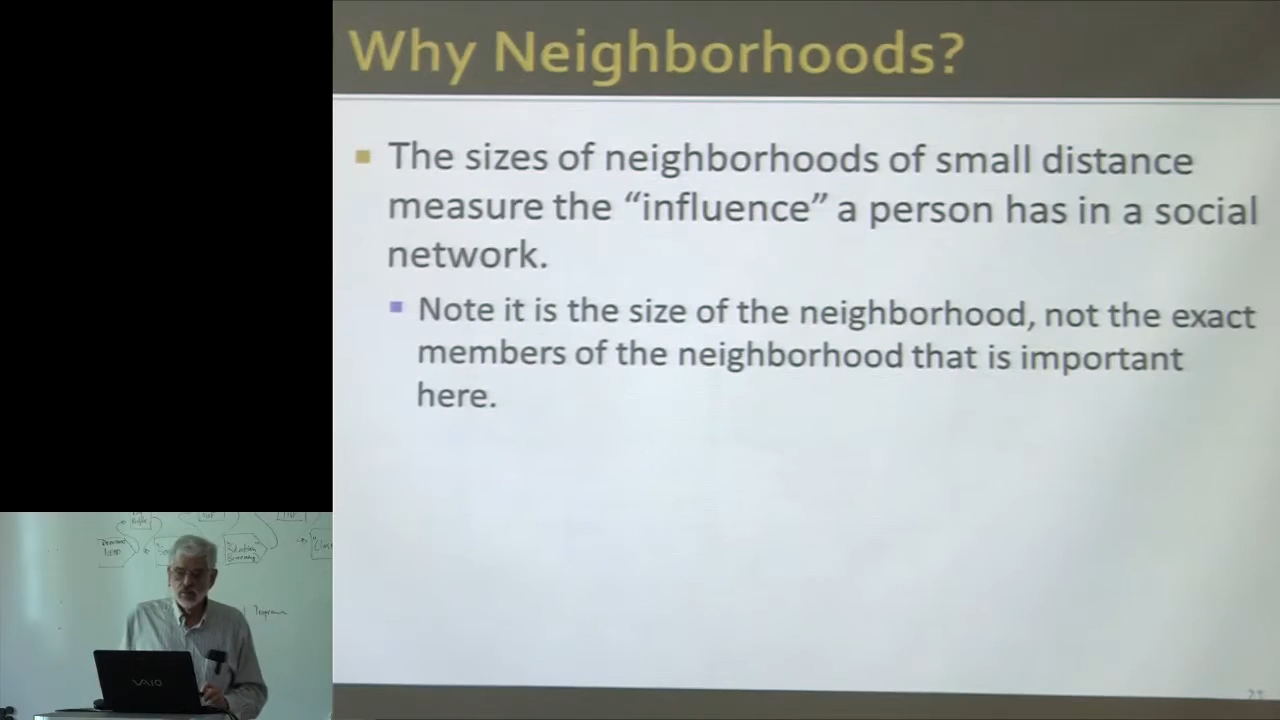 Why Neighborhoods?
The sizes of neighborhoods of small distance
measure the “influence” a person has in a social
network.
Note it is the size of the neighborhood, not the exact
members of the neighborhood that is important
here.
VAIO